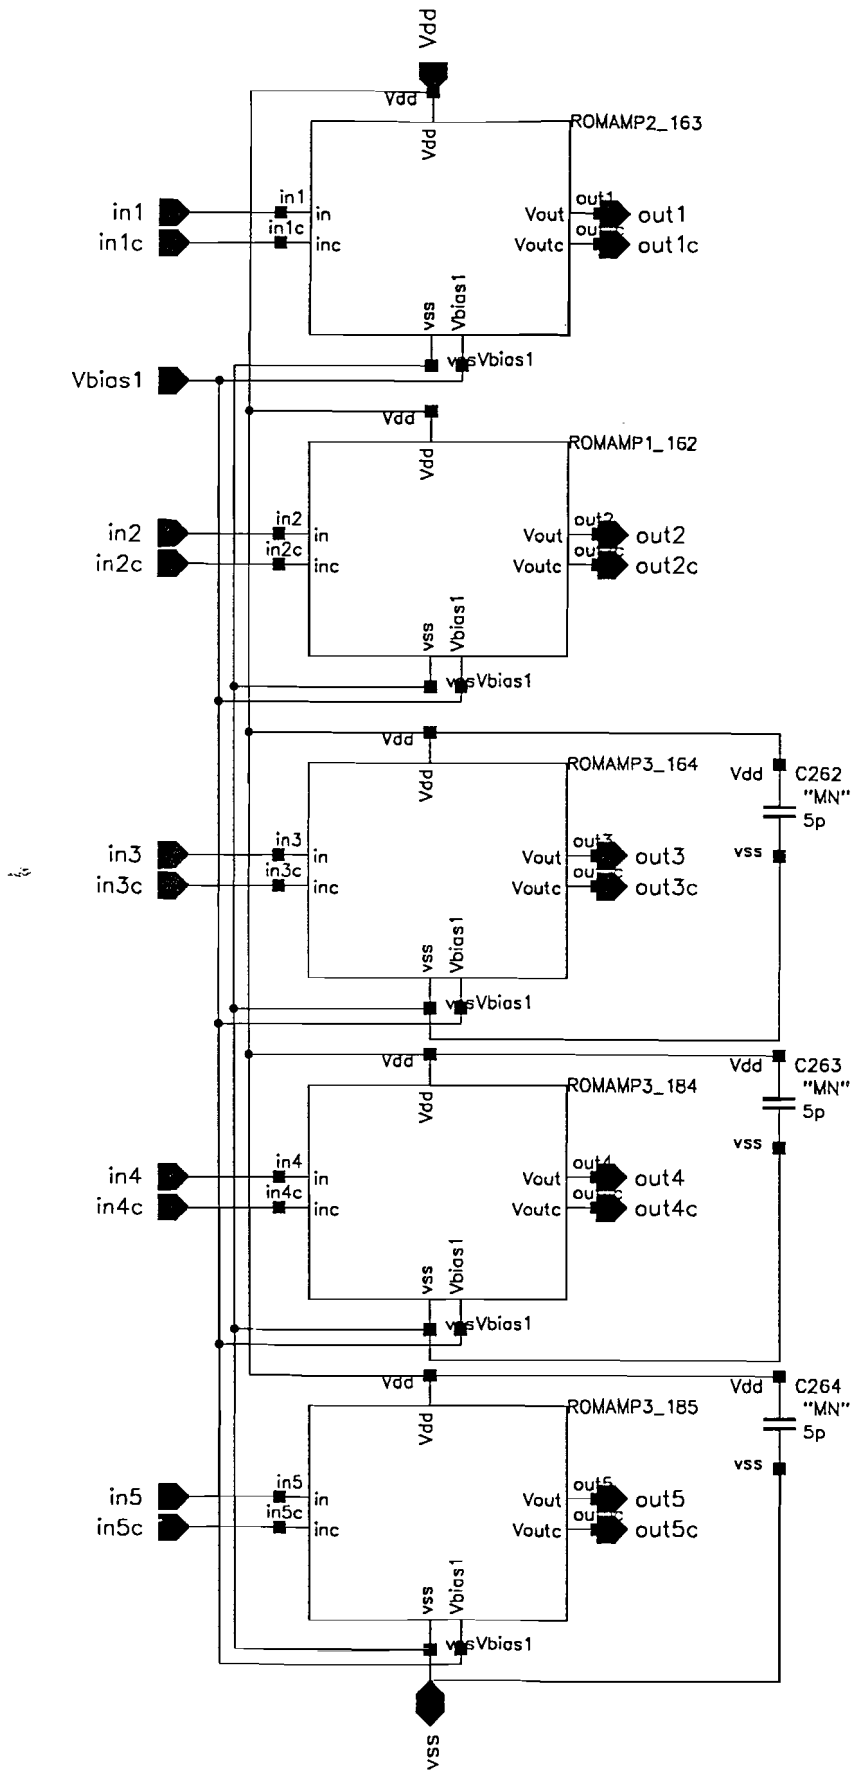 Vdd
Vdd
ROMAMP2_163
Vdd
in1 in1 in Vout out1 out1
in1c in1c inc Voutc out1c
vss Vbias1
Vbias1 vssVbias1
Vdd
ROMAMP1_162
Vdd
in2 in2 in Vout out2 out2
in2c in2c inc Voutc out2c
vss Vbias1
vssVbias1
Vdd
ROMAMP3_164
Vdd
Vdd C262
"MN"
5p
vss
in3 in3 in Vout out3 out3
in3c in3c inc Voutc out3c
vss Vbias1
vssVbias1
Vdd
ROMAMP3_184
Vdd
Vdd C263
"MN"
5p
vss
in4 in4 in Vout out4 out4
in4c in4c inc Voutc out4c
vss Vbias1
vssVbias1
Vdd
ROMAMP3_185
Vdd
Vdd C264
"MN"
5p
vss
in5 in5 in Vout out5 out5
in5c in5c inc Voutc out5c
vss Vbias1
vssVbias1
vss